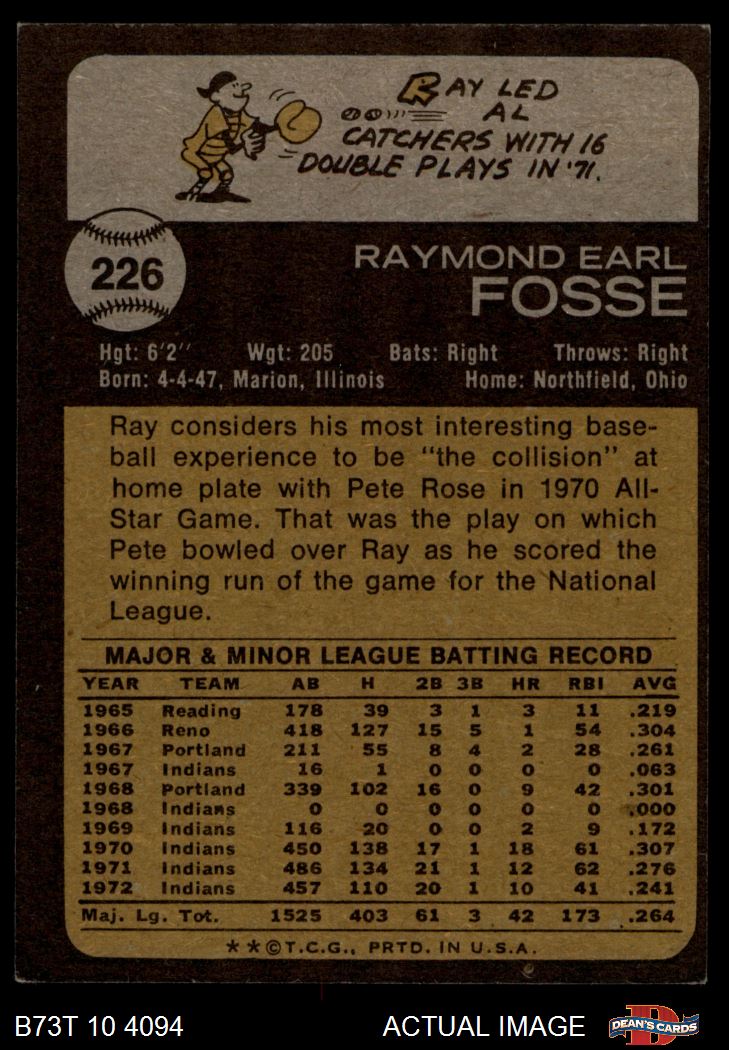 RAY LED
AL
CATCHERS WITH 16
DOUBLE PLAYS IN '71.
226
RAYMOND EARL
FOSSE
Hgt: 6'2" Wgt: 205 Bats: Right Throws: Right
Born: 4-4-47, Marion, Illinois Home: Northfield, Ohio
Ray considers his most interesting base-
ball experience to be "the collision" at
home plate with Pete Rose in 1970 All-
Star Game. That was the play on which
Pete bowled over Ray as he scored the
winning run of the game for the National
League.
MAJOR & MINOR LEAGUE BATTING RECORD
YEAR TEAM AB H 2B 3B HR RBI AVG
1965 Reading 178 39 3 1 3 11 .219
1966 Reno 418 127 15 5 1 54 .304
1967 Portland 211 55 8 4 2 28 .261
1967 Indians 16 1 0 0 0 0 .063
1968 Portland 339 102 16 0 9 42 .301
1968 Indians 0 0 0 0 0 0 .000
1969 Indians 116 20 0 0 2 9 .172
1970 Indians 450 138 17 1 18 61 .307
1971 Indians 486 134 21 1 12 62 .276
1972 Indians 457 110 20 1 10 41 .241
Maj. Lg. Tot. 1525 403 61 3 42 173 .264
**©T.C.G., PRTD. IN U.S.A.
B73T 10 4094 ACTUAL IMAGE DEAN'S CARDS